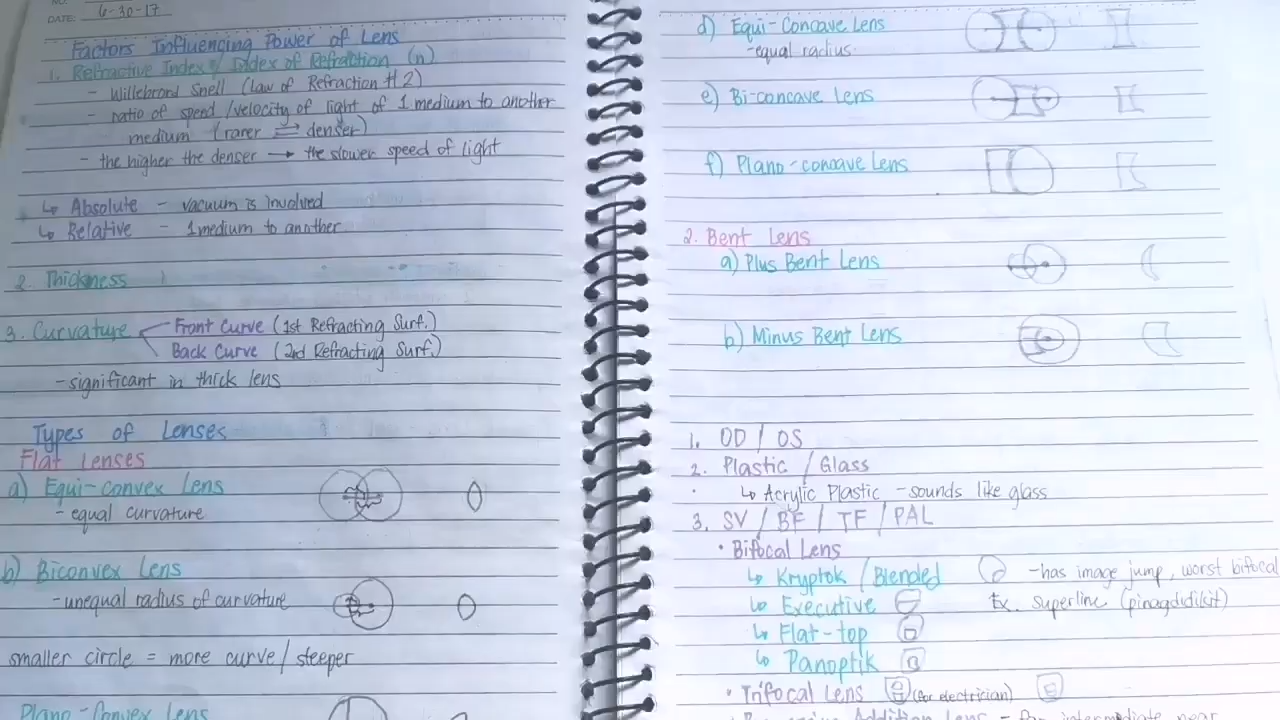 NO.
DATE: 6-30-17
Factors Influencing Power of Lens
1. Refractive Index / Index of Refraction (n)
- Willebrord Snell (Law of Refraction # 2)
- ratio of speed / velocity of light of 1 medium to another
medium (rarer ⇌ denser)
- the higher the denser → the slower speed of light
↳ Absolute - vacuum is involved
↳ Relative - 1 medium to another
2. Thickness
3. Curvature
Front Curve (1st Refracting Surf.)
Back Curve (2nd Refracting Surf.)
- significant in thick lens
Types of Lenses
Flat Lenses
a) Equi-convex Lens
- equal curvature
b) Biconvex Lens
- unequal radius of curvature
smaller circle = more curve / steeper
Plano-Convex Lens
d) Equi-Concave Lens
- equal radius
e) Bi-concave Lens
f) Plano-concave Lens
2. Bent Lens
a) Plus Bent Lens
b) Minus Bent Lens
1. OD / OS
2. Plastic / Glass
↳ Acrylic Plastic - sounds like glass
3. SV / BF / TF / PAL
• Bifocal Lens
↳ Kryptok / Blended - has image jump, worst bifocal
↳ Executive Ex. Superline (pinagdidikit)
↳ Flat-top
↳ Panoptik
• Trifocal Lens (for electrician)
Addition Lens - for intermediate near